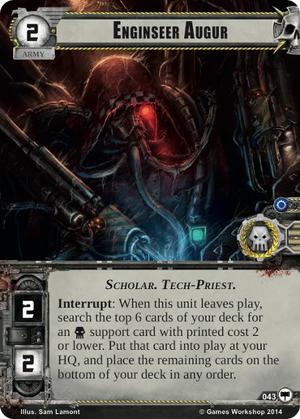 Enginseer Augur
2
ARMY
Scholar. Tech-Priest.
2
Interrupt: When this unit leaves play,
search the top 6 cards of your deck for
an support card with printed cost 2
or lower. Put that card into play at your
HQ, and place the remaining cards on the
bottom of your deck in any order.
2
043
Illus. Sam Lamont
© Games Workshop 2014